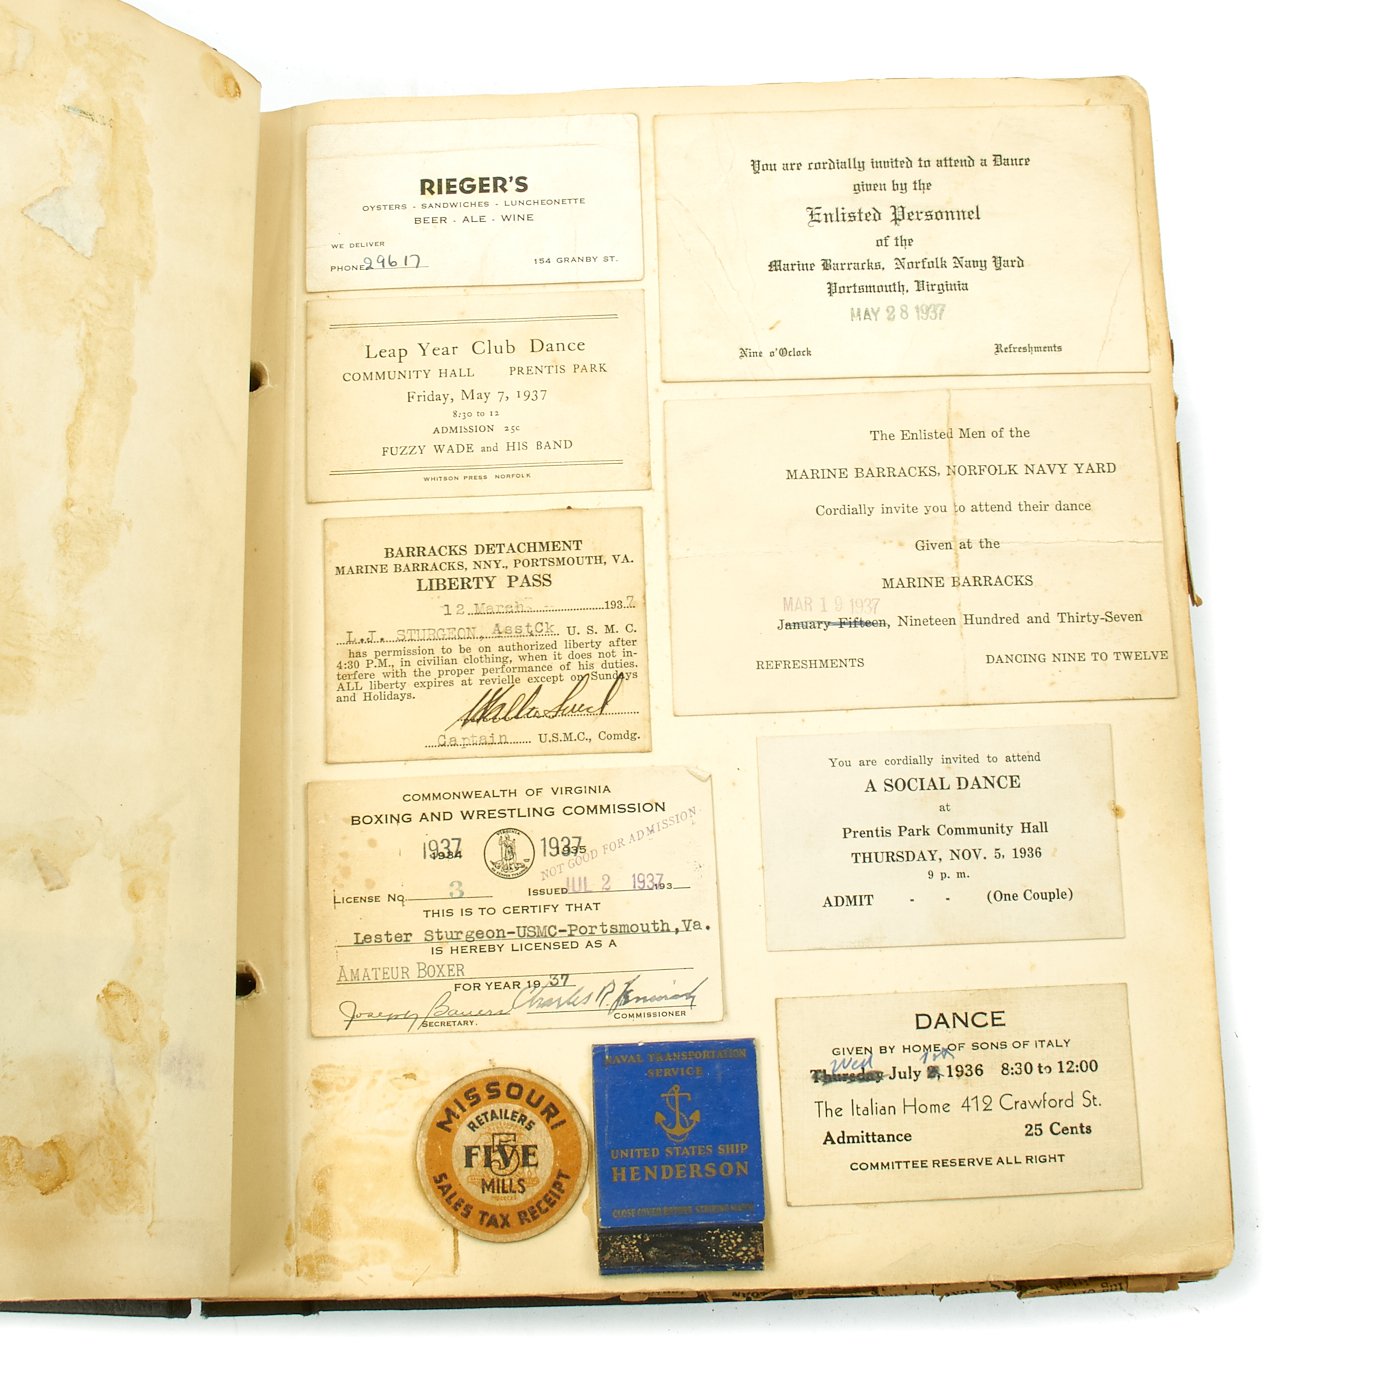 RIEGER'S
OYSTERS - SANDWICHES - LUNCHEONETTE
BEER - ALE - WINE
WE DELIVER
PHONE 29617
154 GRANBY ST.
Leap Year Club Dance
COMMUNITY HALL PRENTIS PARK
Friday, May 7, 1937
8:30 to 12
ADMISSION 25c
FUZZY WADE and HIS BAND
WHITSON PRESS NORFOLK
BARRACKS DETACHMENT
MARINE BARRACKS, NNY., PORTSMOUTH, VA.
LIBERTY PASS
12 March 1937
L.J. STURGEON, AsstCk U. S. M. C.
has permission to be on authorized liberty after
4:30 P.M., in civilian clothing, when it does not in-
terfere with the proper performance of his duties.
ALL liberty expires at revielle except on Sundays
and Holidays.
Captain U.S.M.C., Comdg.
COMMONWEALTH OF VIRGINIA
BOXING AND WRESTLING COMMISSION
1937 1937
1934 1935
NOT GOOD FOR ADMISSION
LICENSE NO. 3 ISSUED JUL 2 1937 193
THIS IS TO CERTIFY THAT
Lester Sturgeon-USMC-Portsmouth,Va.
IS HEREBY LICENSED AS A
AMATEUR BOXER
FOR YEAR 1937
Charles R.
SECRETARY. COMMISSIONER
MISSOURI
RETAILERS
5
FIVE
MILLS
SALES TAX RECEIPT
NAVAL TRANSPORTATION
SERVICE
UNITED STATES SHIP
HENDERSON
CLOSE COVER BEFORE STRIKING MATCH
You are cordially invited to attend a Dance
given by the
Enlisted Personnel
of the
Marine Barracks, Norfolk Navy Yard
Portsmouth, Virginia
MAY 28 1937
Nine o'Oclock Refreshments
The Enlisted Men of the
MARINE BARRACKS, NORFOLK NAVY YARD
Cordially invite you to attend their dance
Given at the
MARINE BARRACKS
MAR 19 1937
January Fifteen, Nineteen Hundred and Thirty-Seven
REFRESHMENTS DANCING NINE TO TWELVE
You are cordially invited to attend
A SOCIAL DANCE
at
Prentis Park Community Hall
THURSDAY, NOV. 5, 1936
9 p. m.
ADMIT - - (One Couple)
DANCE
GIVEN BY HOME OF SONS OF ITALY
Wed
Thursday July 2, 1936 8:30 to 12:00
The Italian Home 412 Crawford St.
Admittance 25 Cents
COMMITTEE RESERVE ALL RIGHT